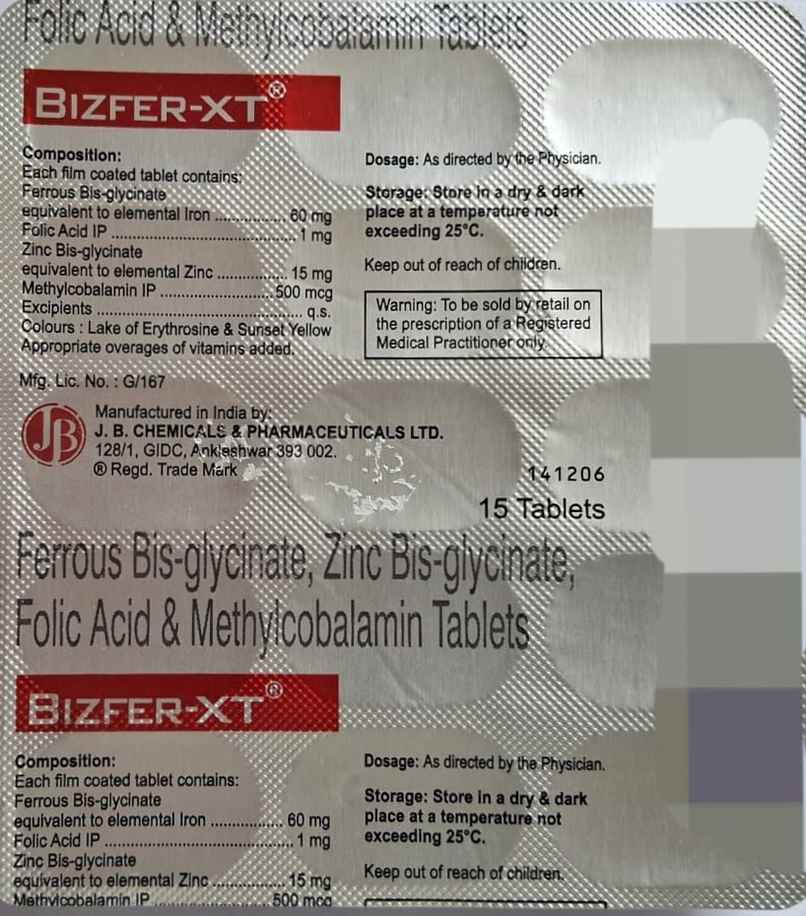 Folic Acid & Methylcobalamin Tablets
BIZFER-XT®
Composition:
Each film coated tablet contains:
Ferrous Bis-glycinate
equivalent to elemental Iron ................ 60 mg
Folic Acid IP ........................................... 1 mg
Zinc Bis-glycinate
equivalent to elemental Zinc ................ 15 mg
Methylcobalamin IP ......................... 500 mcg
Excipients ................................................ q.s.
Colours : Lake of Erythrosine & Sunset Yellow
Appropriate overages of vitamins added.
Dosage: As directed by the Physician.
Storage: Store in a dry & dark
place at a temperature not
exceeding 25°C.
Keep out of reach of children.
Warning: To be sold by retail on
the prescription of a Registered
Medical Practitioner only.
Mfg. Lic. No. : G/167
JB
Manufactured in India by:
J. B. CHEMICALS & PHARMACEUTICALS LTD.
128/1, GIDC, Ankleshwar 393 002.
® Regd. Trade Mark
141206
15 Tablets
Ferrous Bis-glycinate, Zinc Bis-glycinate,
Folic Acid & Methylcobalamin Tablets
BIZFER-XT®
Composition:
Each film coated tablet contains:
Ferrous Bis-glycinate
equivalent to elemental Iron ................ 60 mg
Folic Acid IP ........................................... 1 mg
Zinc Bis-glycinate
equivalent to elemental Zinc ................ 15 mg
Methylcobalamin IP ......................... 500 mcg
Dosage: As directed by the Physician.
Storage: Store in a dry & dark
place at a temperature not
exceeding 25°C.
Keep out of reach of children.